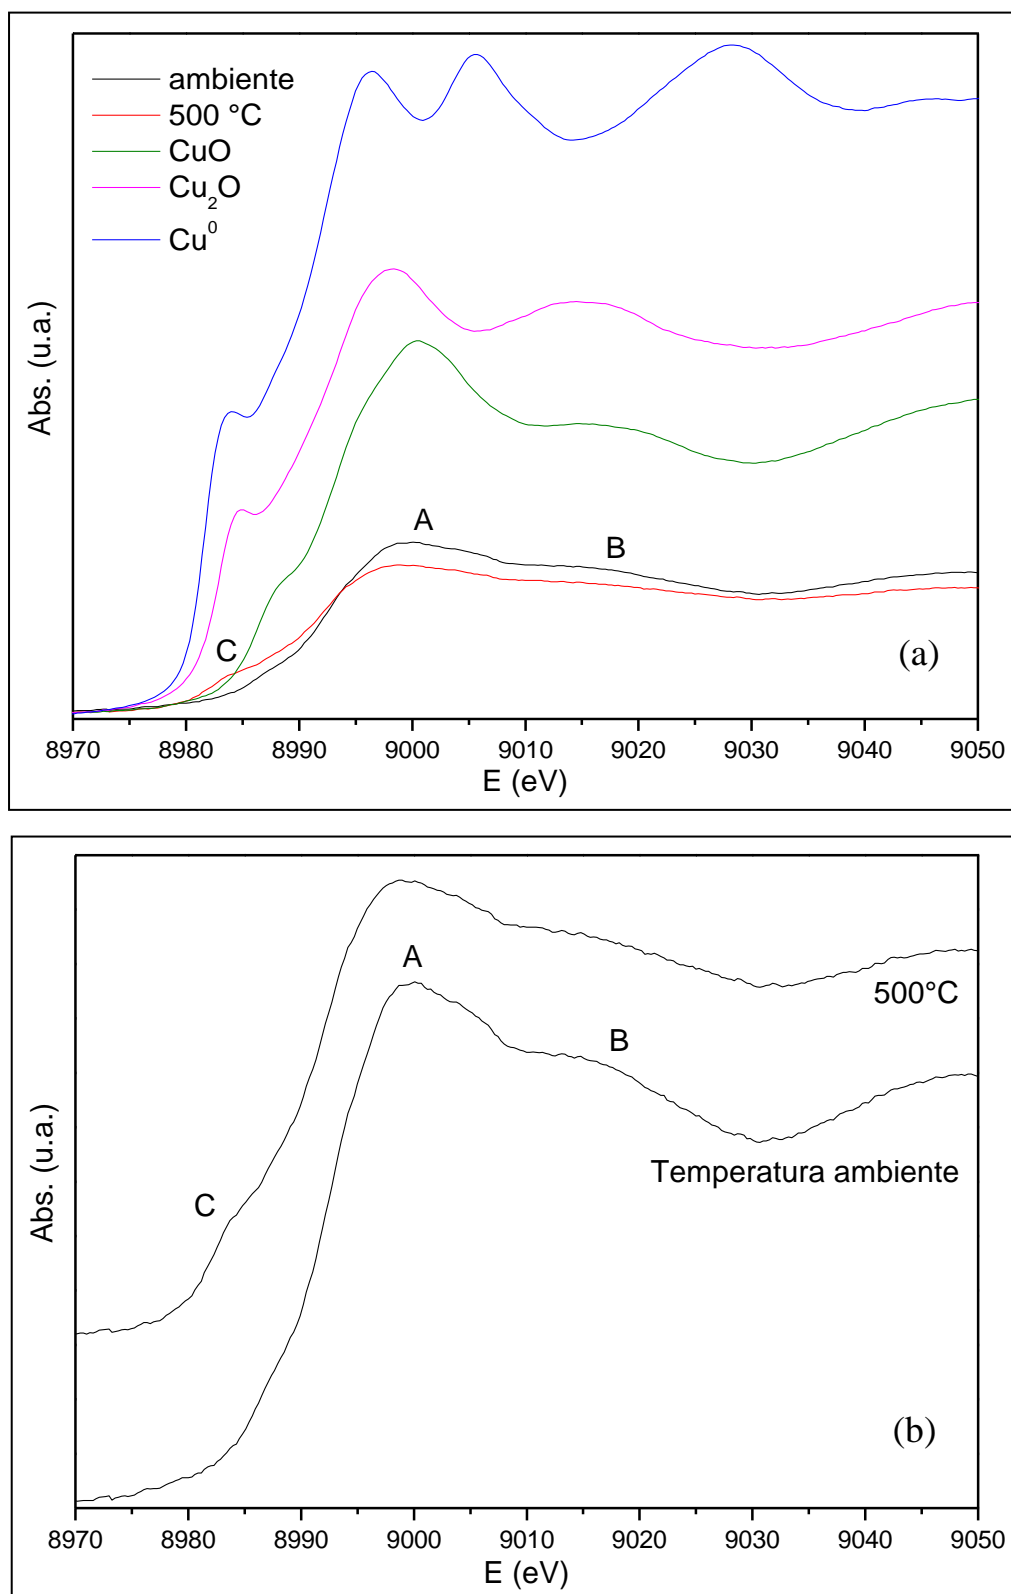 ambiente
500 °C
CuO
Cu₂O
Cu⁰
Abs. (u.a.)
A
B
C
(a)
8970 8980 8990 9000 9010 9020 9030 9040 9050
E (eV)
A
500°C
B
Temperatura ambiente
Abs. (u.a.)
C
(b)
8970 8980 8990 9000 9010 9020 9030 9040 9050
E (eV)